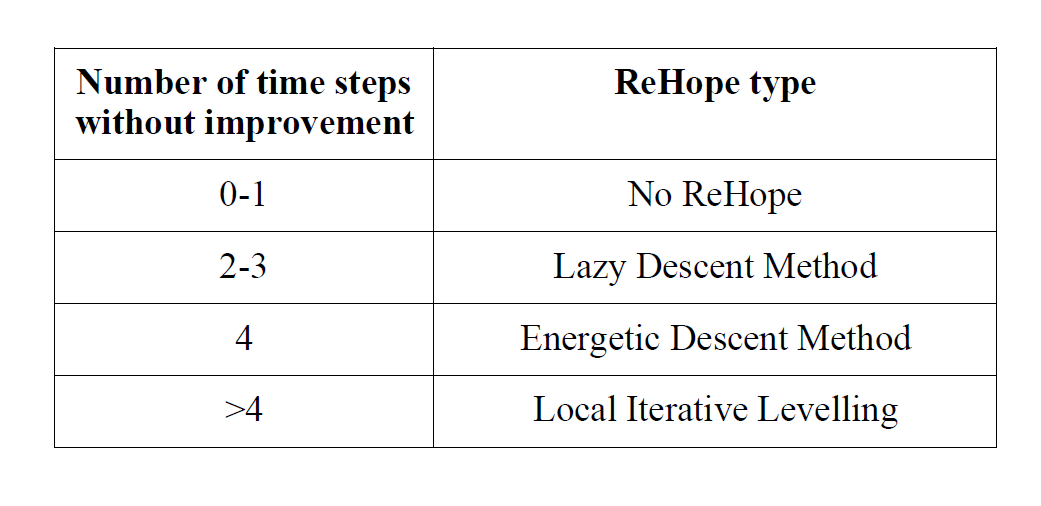 Number of time steps
without improvement
ReHope type
0-1
No ReHope
2-3
Lazy Descent Method
4
Energetic Descent Method
>4
Local Iterative Levelling